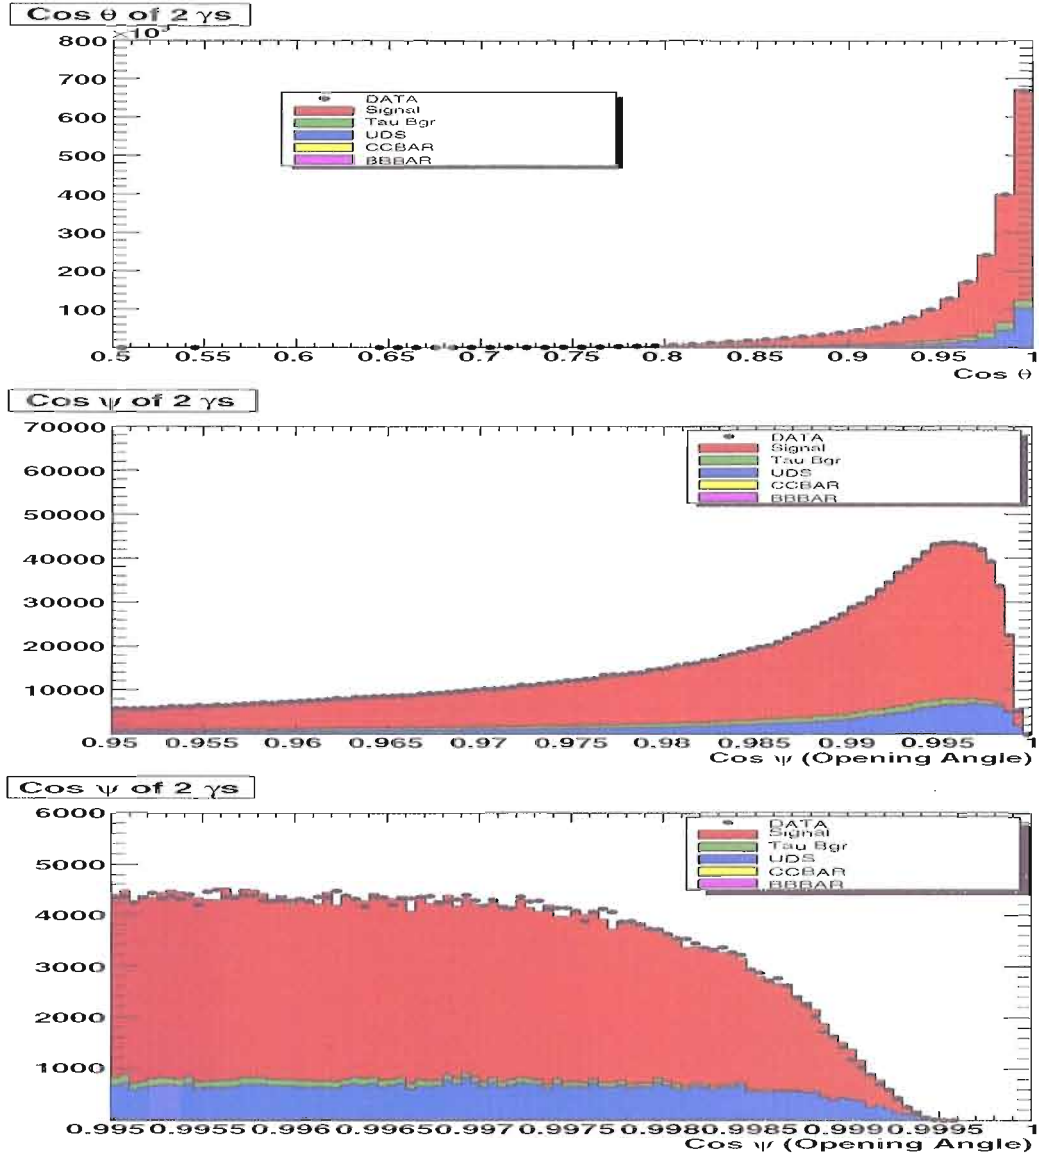 Cos θ of 2 γs
×10³
800
700
600
500
400
300
200
100
DATA
Signal
Tau Bgr
UDS
CCBAR
BBBAR
0.5 0.55 0.6 0.65 0.7 0.75 0.8 0.85 0.9 0.95 1
Cos θ
Cos ψ of 2 γs
70000
60000
50000
40000
30000
20000
10000
DATA
Signal
Tau Bgr
UDS
CCBAR
BBBAR
0.95 0.955 0.96 0.965 0.97 0.975 0.93 0.985 0.99 0.995 1
Cos ψ (Opening Angle)
Cos ψ of 2 γs
6000
5000
4000
3000
2000
1000
DATA
Signal
Tau Bgr
UDS
CCBAR
BBBAR
0.995 0.9955 0.996 0.9965 0.997 0.9975 0.998 0.9985 0.999 0.9995 1
Cos ψ (Opening Angle)